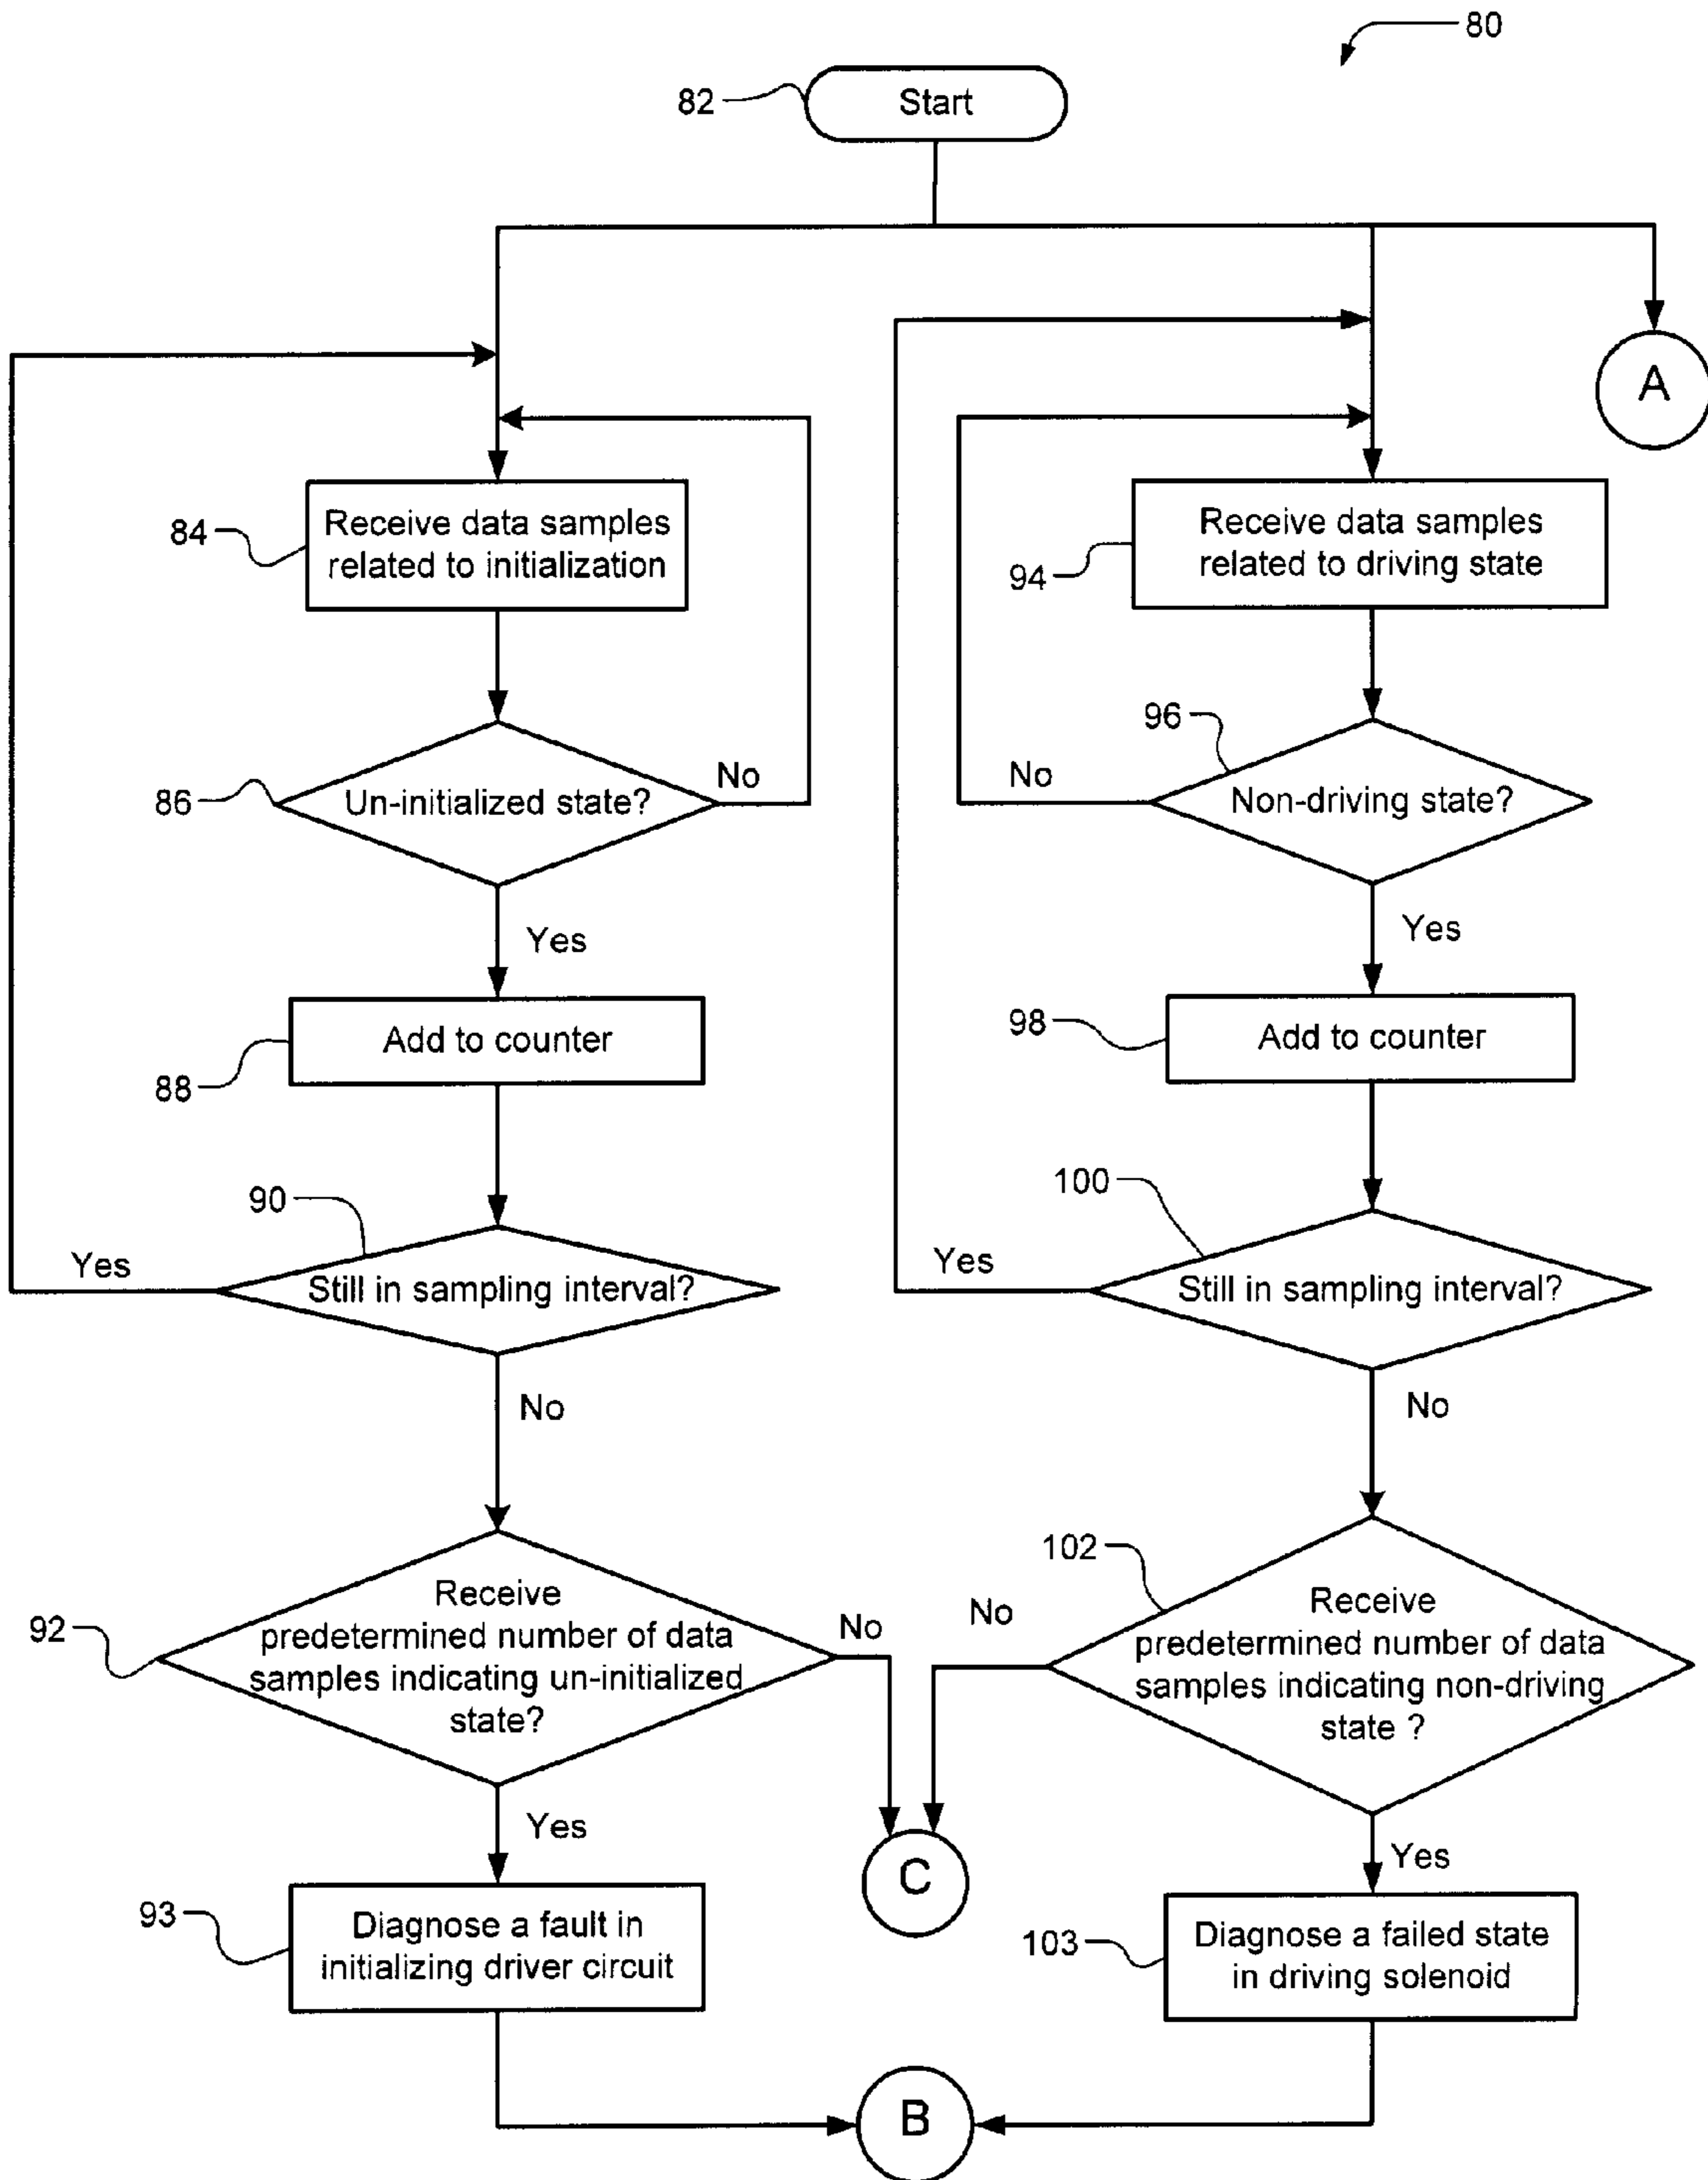 80
82
Start
A
84
Receive data samples
related to initialization
94
Receive data samples
related to driving state
86
Un-initialized state?
No
96
No
Non-driving state?
Yes
Yes
88
Add to counter
98
Add to counter
90
Yes
Still in sampling interval?
100
Yes
Still in sampling interval?
No
No
92
Receive
predetermined number of data
samples indicating un-initialized
state?
No
102
No
Receive
predetermined number of data
samples indicating non-driving
state ?
Yes
Yes
C
93
Diagnose a fault in
initializing driver circuit
103
Diagnose a failed state
in driving solenoid
B